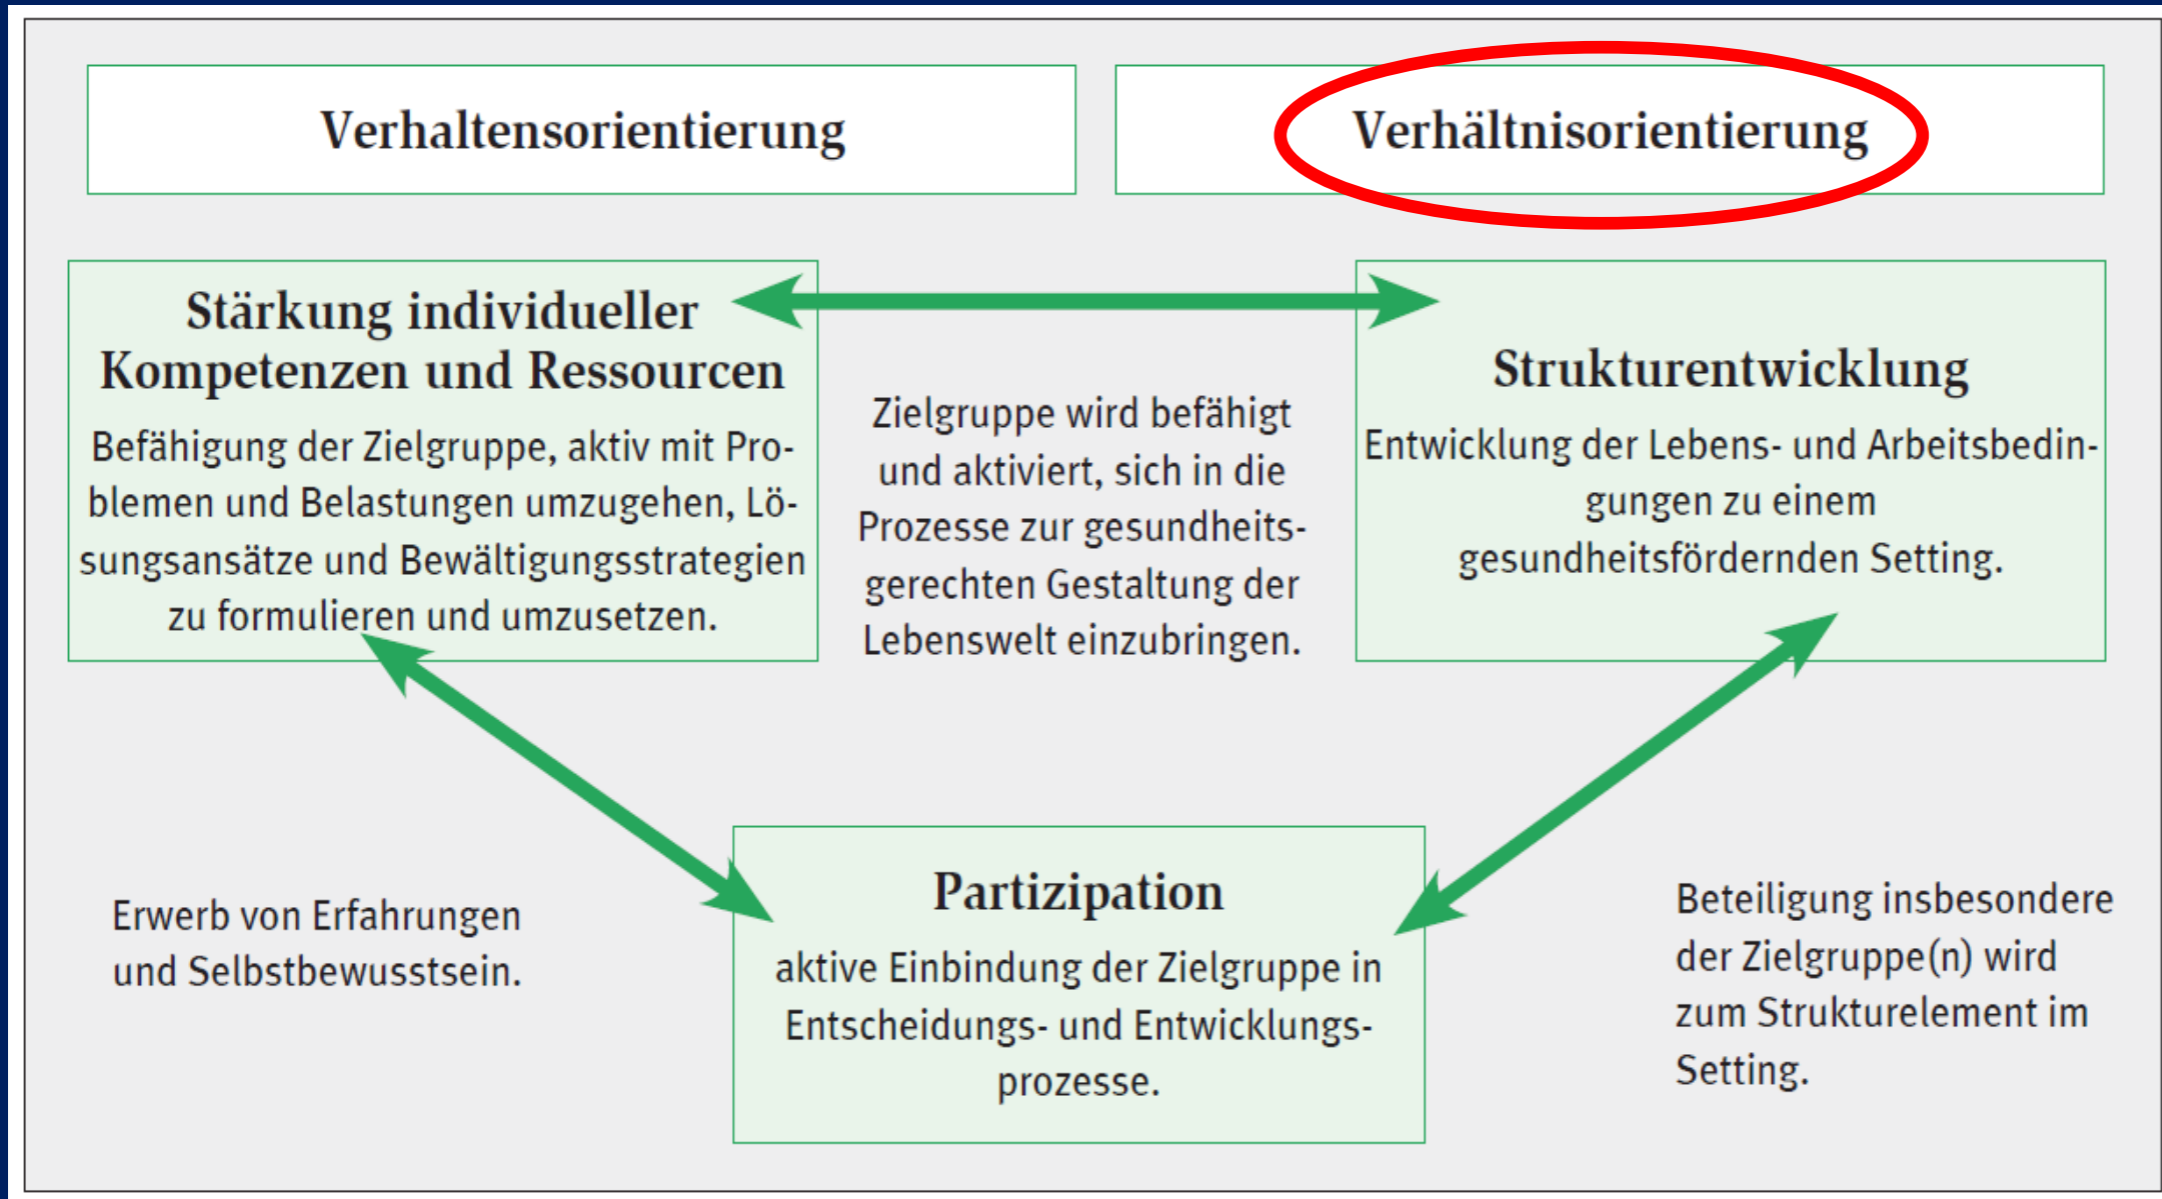 Verhaltensorientierung
Verhältnisorientierung
Stärkung individueller
Kompetenzen und Ressourcen
Befähigung der Zielgruppe, aktiv mit Pro-
blemen und Belastungen umzugehen, Lö-
sungsansätze und Bewältigungsstrategien
zu formulieren und umzusetzen.
Zielgruppe wird befähigt
und aktiviert, sich in die
Prozesse zur gesundheits-
gerechten Gestaltung der
Lebenswelt einzubringen.
Strukturentwicklung
Entwicklung der Lebens- und Arbeitsbedin-
gungen zu einem
gesundheitsfördernden Setting.
Erwerb von Erfahrungen
und Selbstbewusstsein.
Partizipation
aktive Einbindung der Zielgruppe in
Entscheidungs- und Entwicklungs-
prozesse.
Beteiligung insbesondere
der Zielgruppe(n) wird
zum Strukturelement im
Setting.